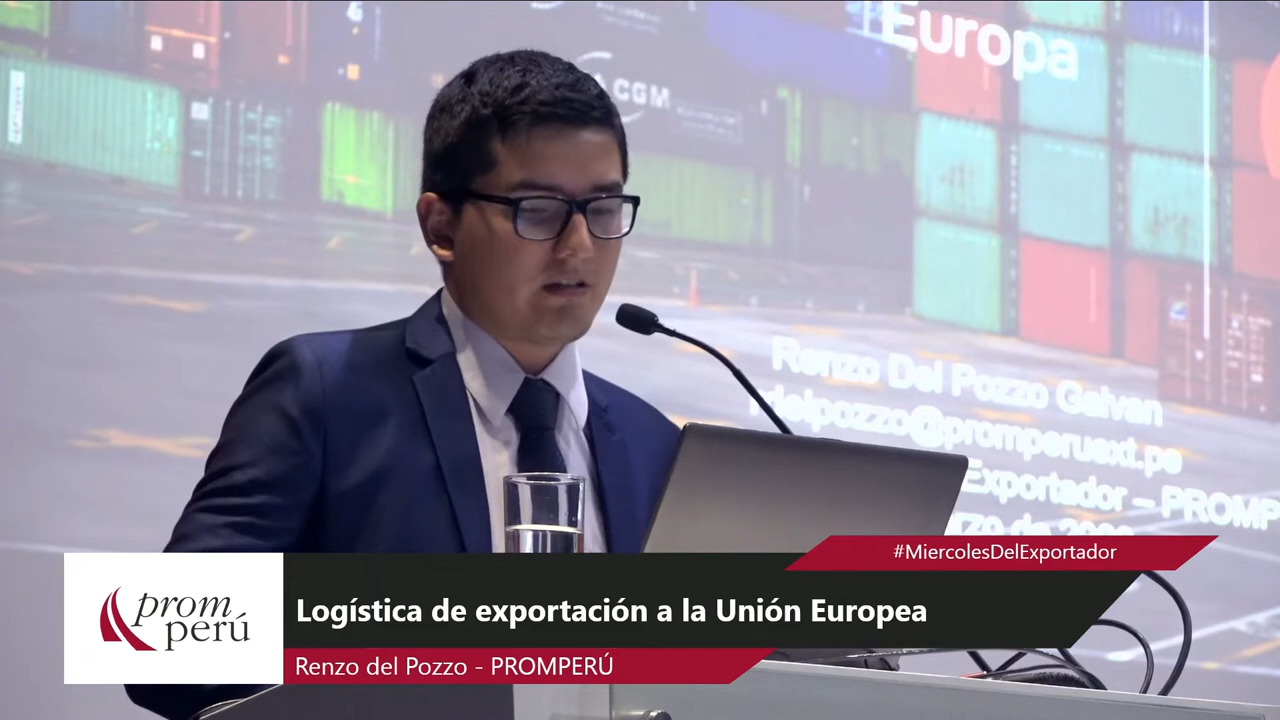 Europa
CGM
Renzo Del Pozzo Galvan
rdelpozzo@promperuext.pe
Exportador – PROMP
#MiercolesDelExportador
prom
perú
Logística de exportación a la Unión Europea
Renzo del Pozzo - PROMPERÚ